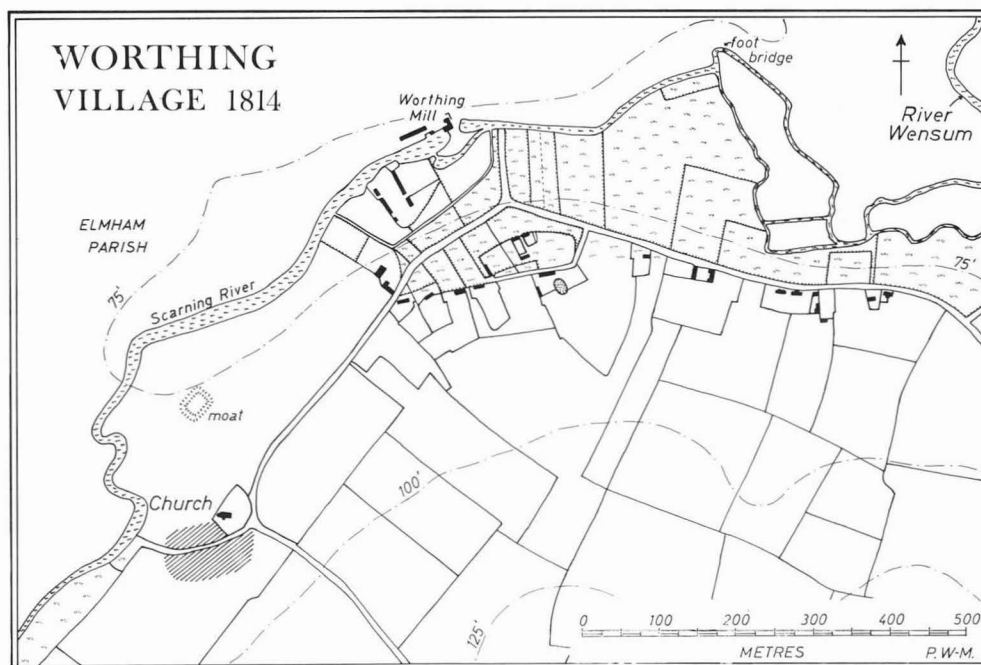 WORTHING
VILLAGE 1814
foot
bridge
River
Wensum
Worthing
Mill
ELMHAM
PARISH
75'
75'
Scarning River
moat
100'
Church
125'
0 100 200 300 400 500
METRES
P.W-M.